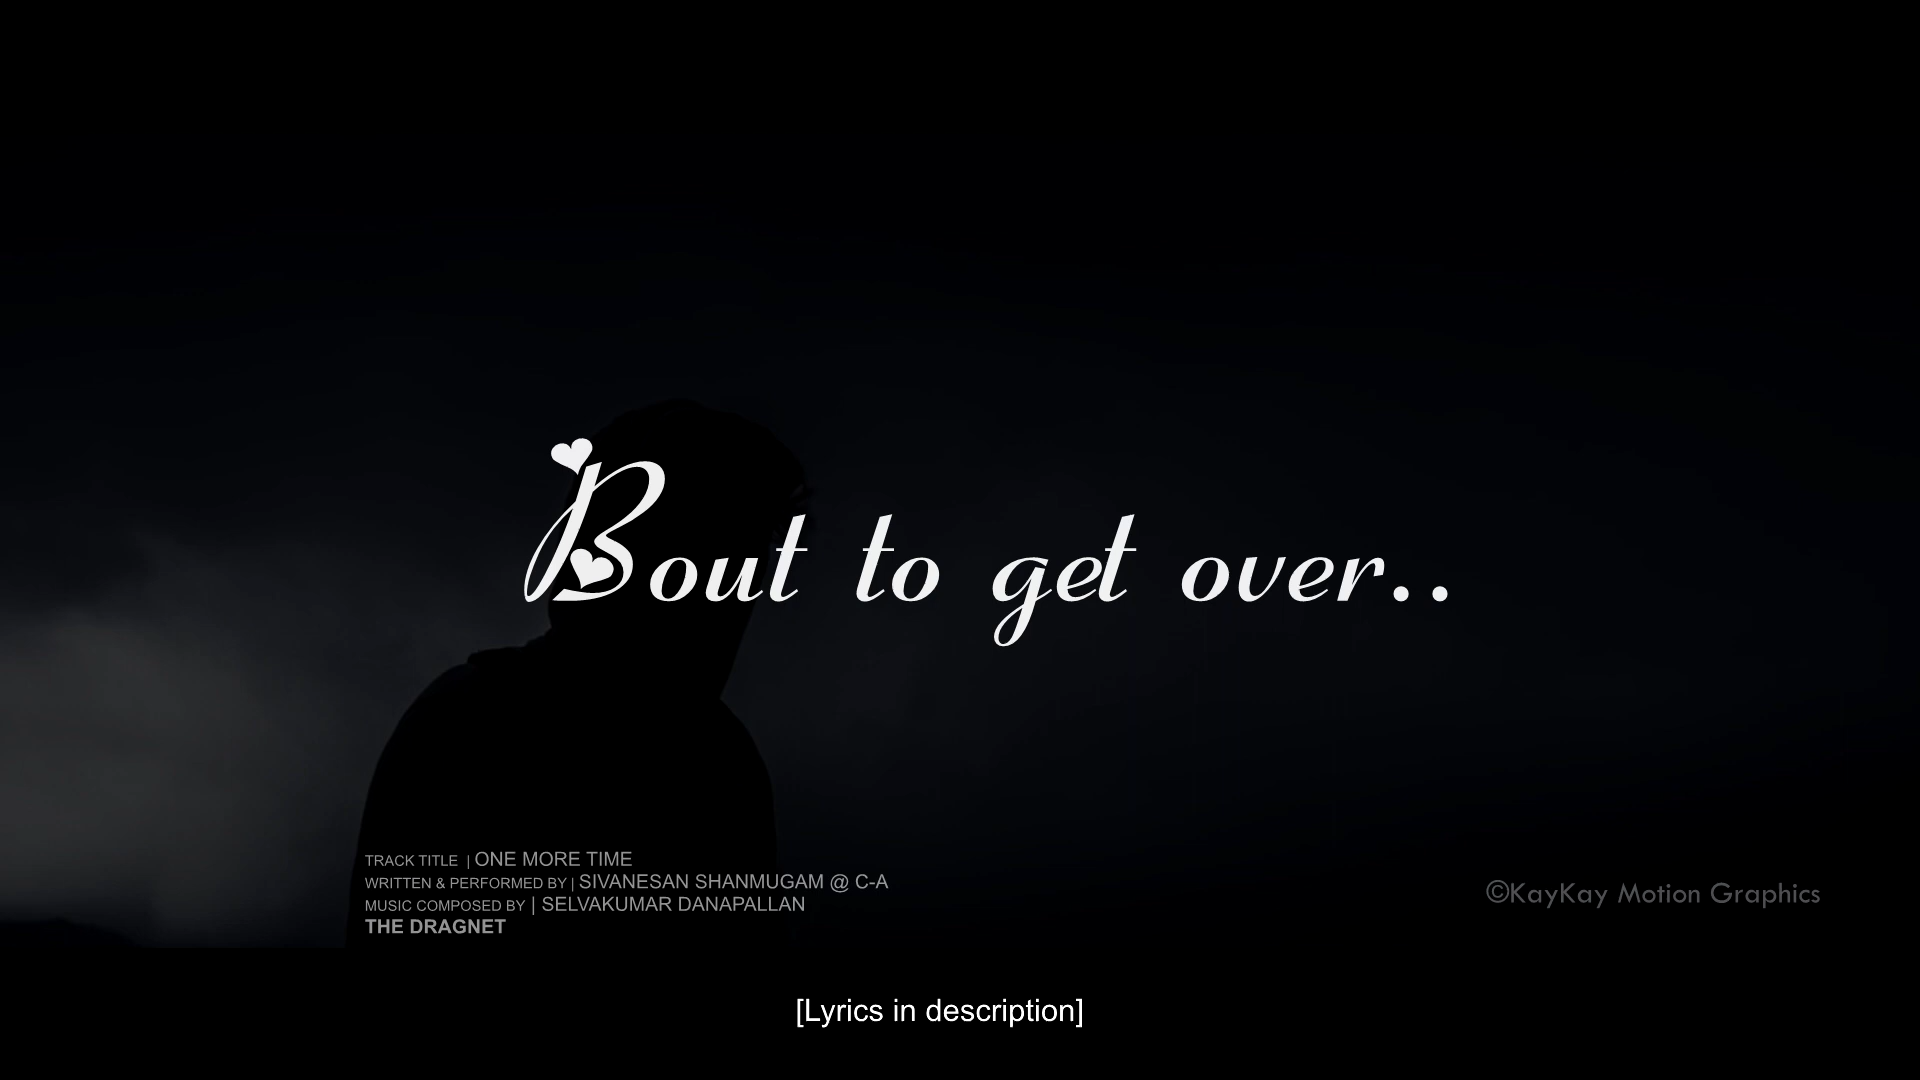 Bout to get over..
TRACK TITLE | ONE MORE TIME
WRITTEN & PERFORMED BY | SIVANESAN SHANMUGAM @ C-A
MUSIC COMPOSED BY | SELVAKUMAR DANAPALLAN
THE DRAGNET
©KayKay Motion Graphics
[Lyrics in description]